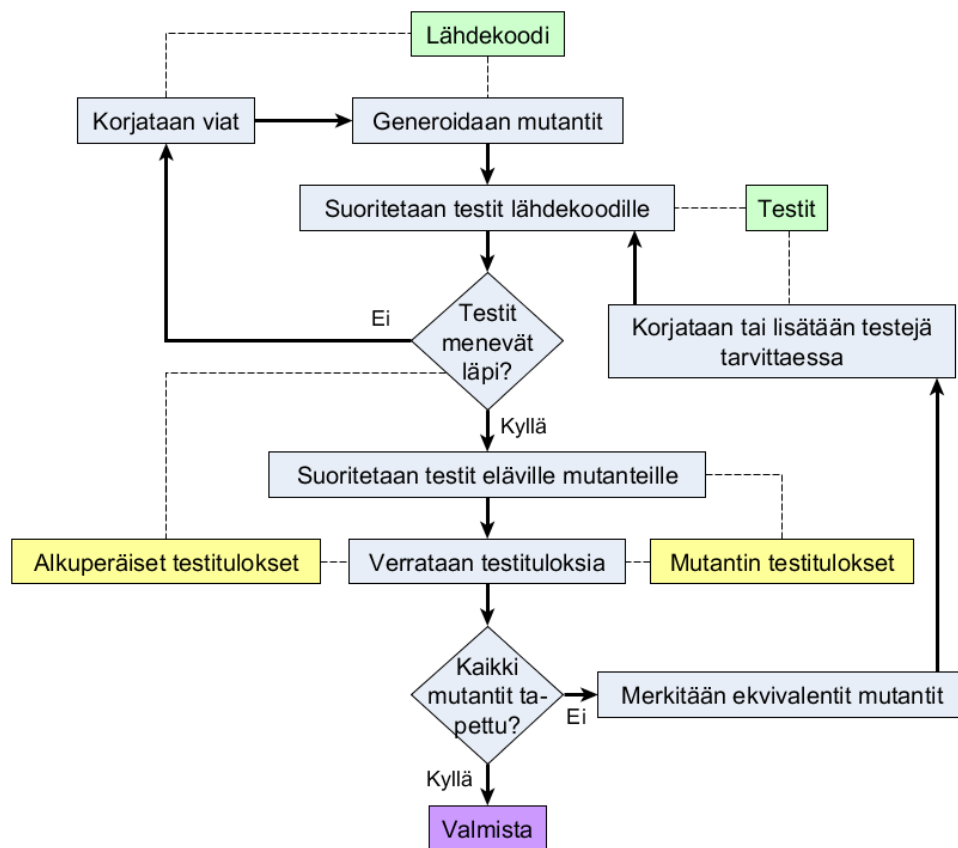 Lähdekoodi
Korjataan viat
Generoidaan mutantit
Suoritetaan testit lähdekoodille
Testit
Testit
menevät
läpi?
Ei
Korjataan tai lisätään testejä
tarvittaessa
Kyllä
Suoritetaan testit eläville mutanteille
Alkuperäiset testitulokset
Verrataan testituloksia
Mutantin testitulokset
Kaikki
mutantit ta-
pettu?
Ei
Merkitään ekvivalentit mutantit
Kyllä
Valmista